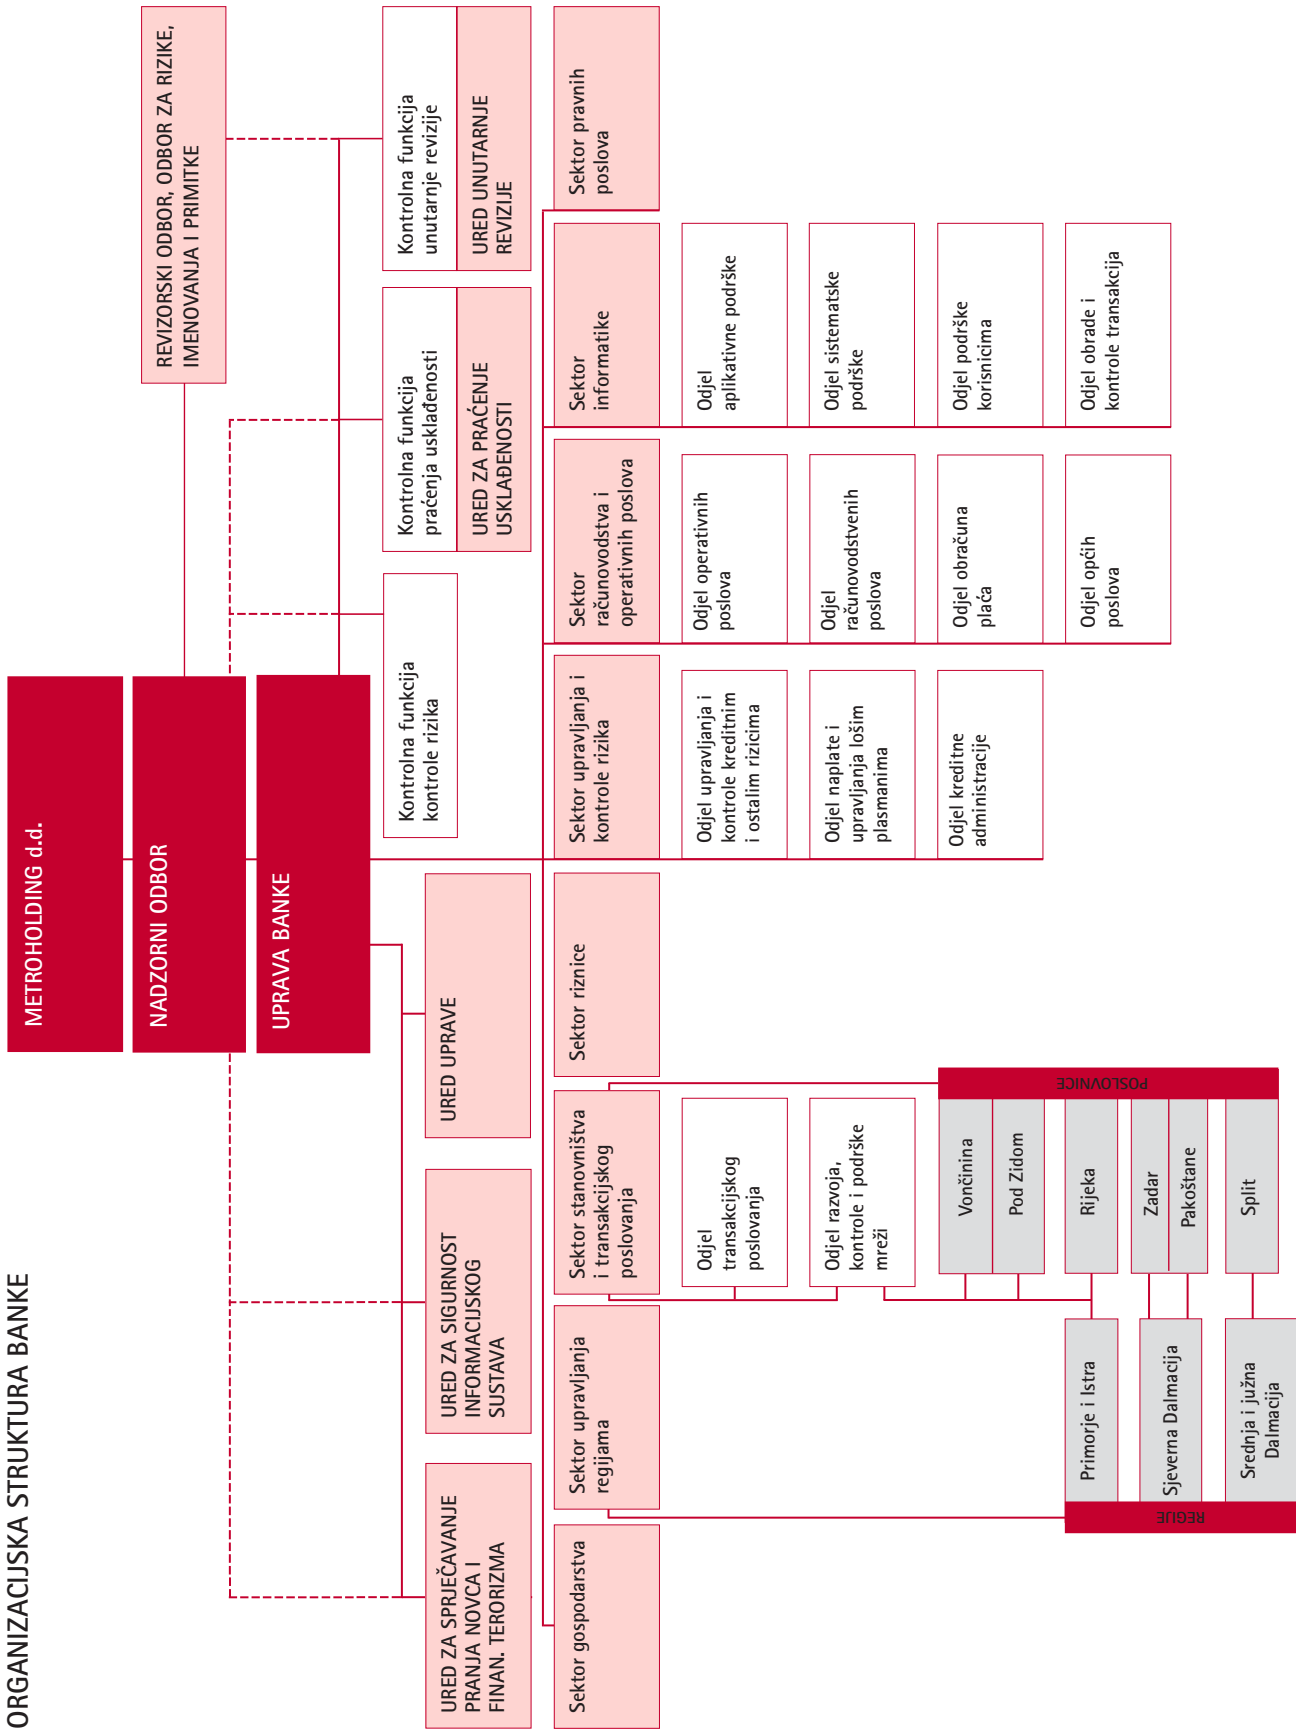 ORGANIZACIJSKA STRUKTURA BANKE
METROHOLDING d.d.
NADZORNI ODBOR
REVIZORSKI ODBOR, ODBOR ZA RIZIKE,
IMENOVANJA I PRIMITKE
UPRAVA BANKE
Kontrolna funkcija
kontrole rizika
Kontrolna funkcija
praćenja usklađenosti
URED ZA PRAĆENJE
USKLAĐENOSTI
Kontrolna funkcija
unutarnje revizije
URED UNUTARNJE
REVIZIJE
URED ZA SPRJEČAVANJE
PRANJA NOVCA I
FINAN. TERORIZMA
URED ZA SIGURNOST
INFORMACIJSKOG
SUSTAVA
URED UPRAVE
Sektor gospodarstva
Sektor upravljanja
regijama
Sektor stanovništva
i transakcijskog
poslovanja
Sektor riznice
Sektor upravljanja i
kontrole rizika
Sektor
računovodstva i
operativnih poslova
Sektor
informatike
Sektor pravnih
poslova
Odjel
transakcijskog
poslovanja
Odjel razvoja,
kontrole i podrške
mreži
Odjel upravljanja i
kontrole kreditnim
i ostalim rizicima
Odjel naplate i
upravljanja lošim
plasmanima
Odjel kreditne
administracije
Odjel operativnih
poslova
Odjel
računovodstvenih
poslova
Odjel obračuna
plaća
Odjel općih
poslova
Odjel
aplikativne podrške
Odjel sistematske
podrške
Odjel podrške
korisnicima
Odjel obrade i
kontrole transakcija
REGIJE
Primorje i Istra
Sjeverna Dalmacija
Srednja i južna
Dalmacija
POSLOVNICE
Vončinina
Pod Zidom
Rijeka
Zadar
Pakoštane
Split